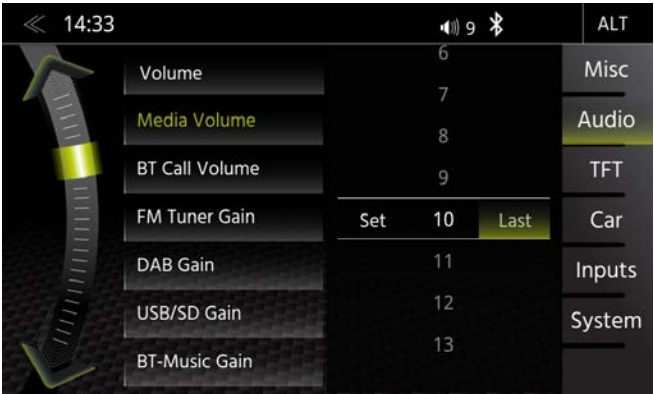 14:33
9
ALT
Volume
Media Volume
BT Call Volume
FM Tuner Gain
DAB Gain
USB/SD Gain
BT-Music Gain
6
7
8
9
Set 10 Last
11
12
13
Misc
Audio
TFT
Car
Inputs
System